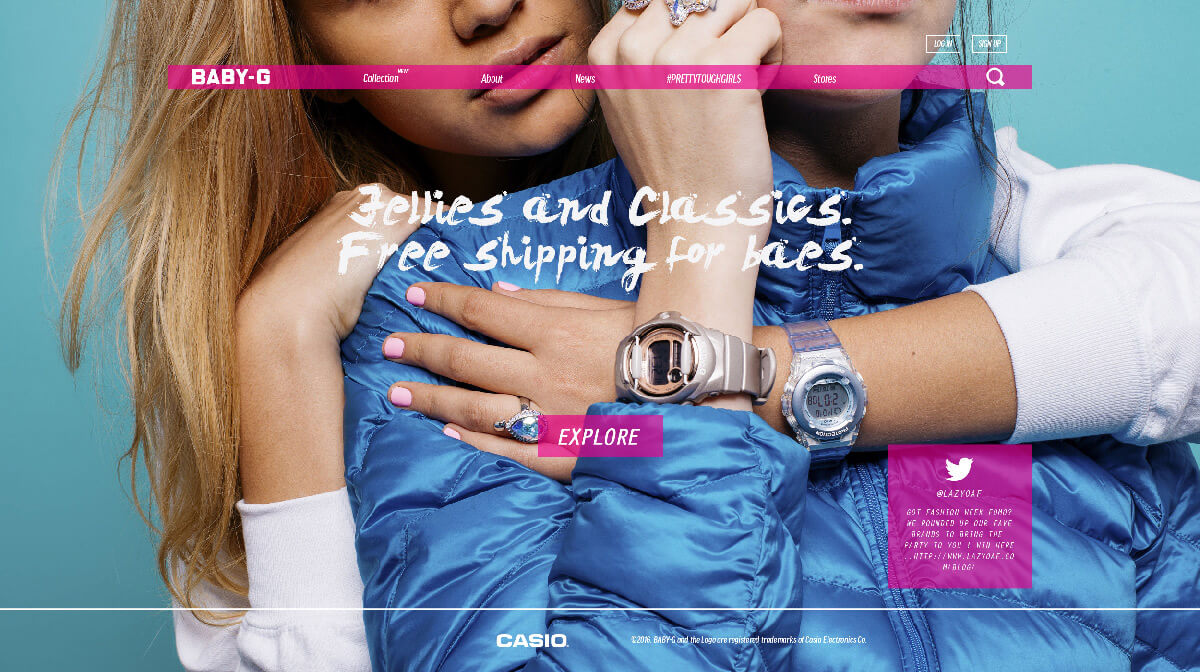 LOG IN
SIGN UP
BABY-G
Collection NEW!
About
News
#PRETTYTOUGHGIRLS
Stores
Jellies and Classics.
Free shipping for baes.
EXPLORE
@LAZYOAF
GOT FASHION WEEK FOMO?
WE ROUNDED UP OUR FAVE
BRANDS TO BRING THE
PARTY TO YOU ! WIN HERE
..HTTP://WWW.LAZYOAF.CO
M/BLOG/
CASIO
©2016. BABY-G and the Logo are registered trademarks of Casio Electronics Co.